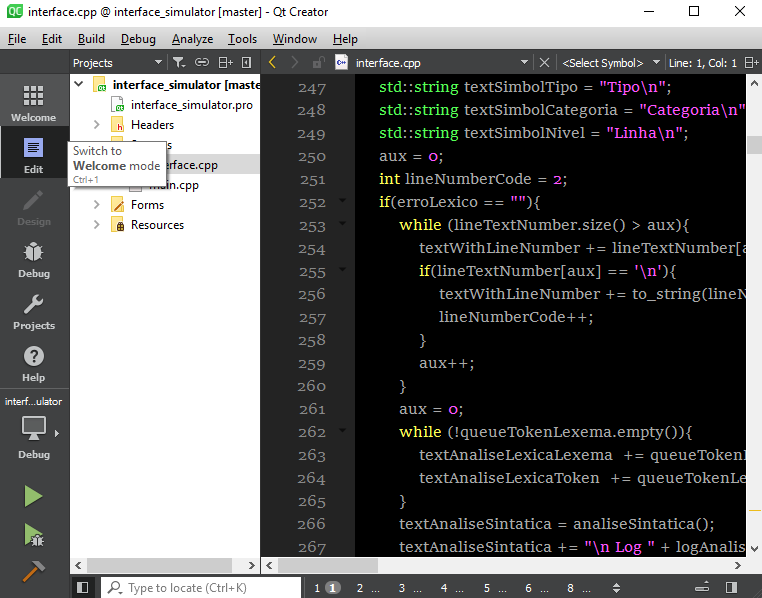 interface.cpp @ interface_simulator [master] - Qt Creator
File Edit Build Debug Analyze Tools Window Help
Projects
interface.cpp
<Select Symbol>
Line: 1, Col: 1
Welcome
Edit
Design
Debug
Projects
Help
interf...ulator
Debug
interface_simulator [maste
interface_simulator.pro
Headers
main.cpp
Forms
Resources
Switch to
Welcome mode
Ctrl+1
247 std::string textSimbolTipo = "Tipo\n";
248 std::string textSimbolCategoria = "Categoria\n"
249 std::string textSimbolNivel = "Linha\n";
250 aux = 0;
251 int lineNumberCode = 2;
252 if(erroLexico == ""){
253 while (lineTextNumber.size() > aux){
254 textWithLineNumber += lineTextNumber[a
255 if(lineTextNumber[aux] == '\n'){
256 textWithLineNumber += to_string(lineN
257 lineNumberCode++;
258 }
259 aux++;
260 }
261 aux = 0;
262 while (!queueTokenLexema.empty()){
263 textAnaliseLexicaLexema += queueTokenL
264 textAnaliseLexicaToken += queueTokenLe
265 }
266 textAnaliseSintatica = analiseSintatica();
267 textAnaliseSintatica += "\n Log " + logAnalis
Type to locate (Ctrl+K)
1 1 2 ... 3 ... 4 ... 5 ... 6 ... 8 ...